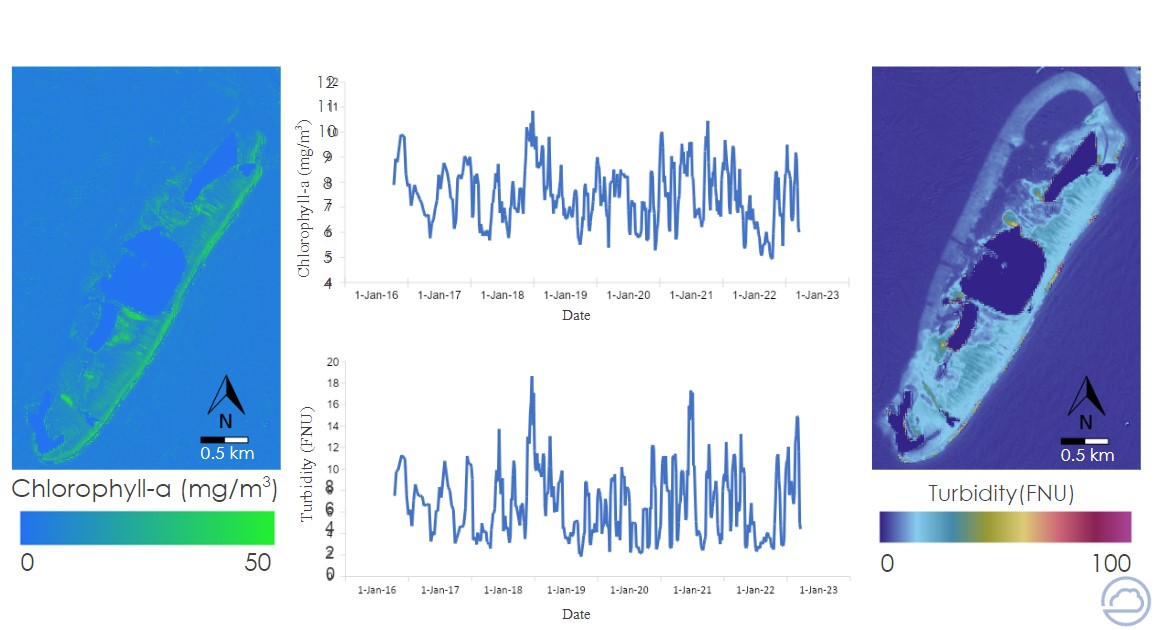 N
0.5 km
Chlorophyll-a (mg/m³)
0 50
Chlorophyll-a (mg/m³)
12
11
10
9
8
7
6
5
4
1-Jan-16 1-Jan-17 1-Jan-18 1-Jan-19 1-Jan-20 1-Jan-21 1-Jan-22 1-Jan-23
Date
Turbidity (FNU)
20
18
16
14
12
10
8
6
4
2
0
1-Jan-16 1-Jan-17 1-Jan-18 1-Jan-19 1-Jan-20 1-Jan-21 1-Jan-22 1-Jan-23
Date
N
0.5 km
Turbidity(FNU)
0 100